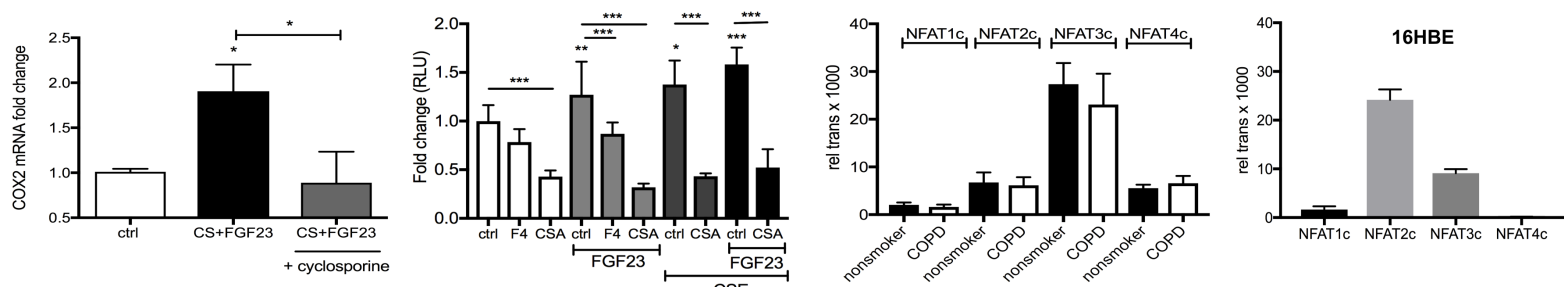 COX2 mRNA fold change
2.5
2.0
1.5
1.0
0.5
*
*
ctrl
CS+FGF23
CS+FGF23
+ cyclosporine
Fold change (RLU)
2.0
1.5
1.0
0.5
0.0
***
**
***
***
*
***
***
***
ctrl F4 CSA ctrl F4 CSA ctrl CSA ctrl CSA
FGF23
FGF23
rel trans x 1000
40
30
20
10
0
NFAT1c NFAT2c NFAT3c NFAT4c
nonsmoker COPD nonsmoker COPD nonsmoker COPD nonsmoker COPD
rel trans x 1000
40
30
20
10
0
16HBE
NFAT1c NFAT2c NFAT3c NFAT4c